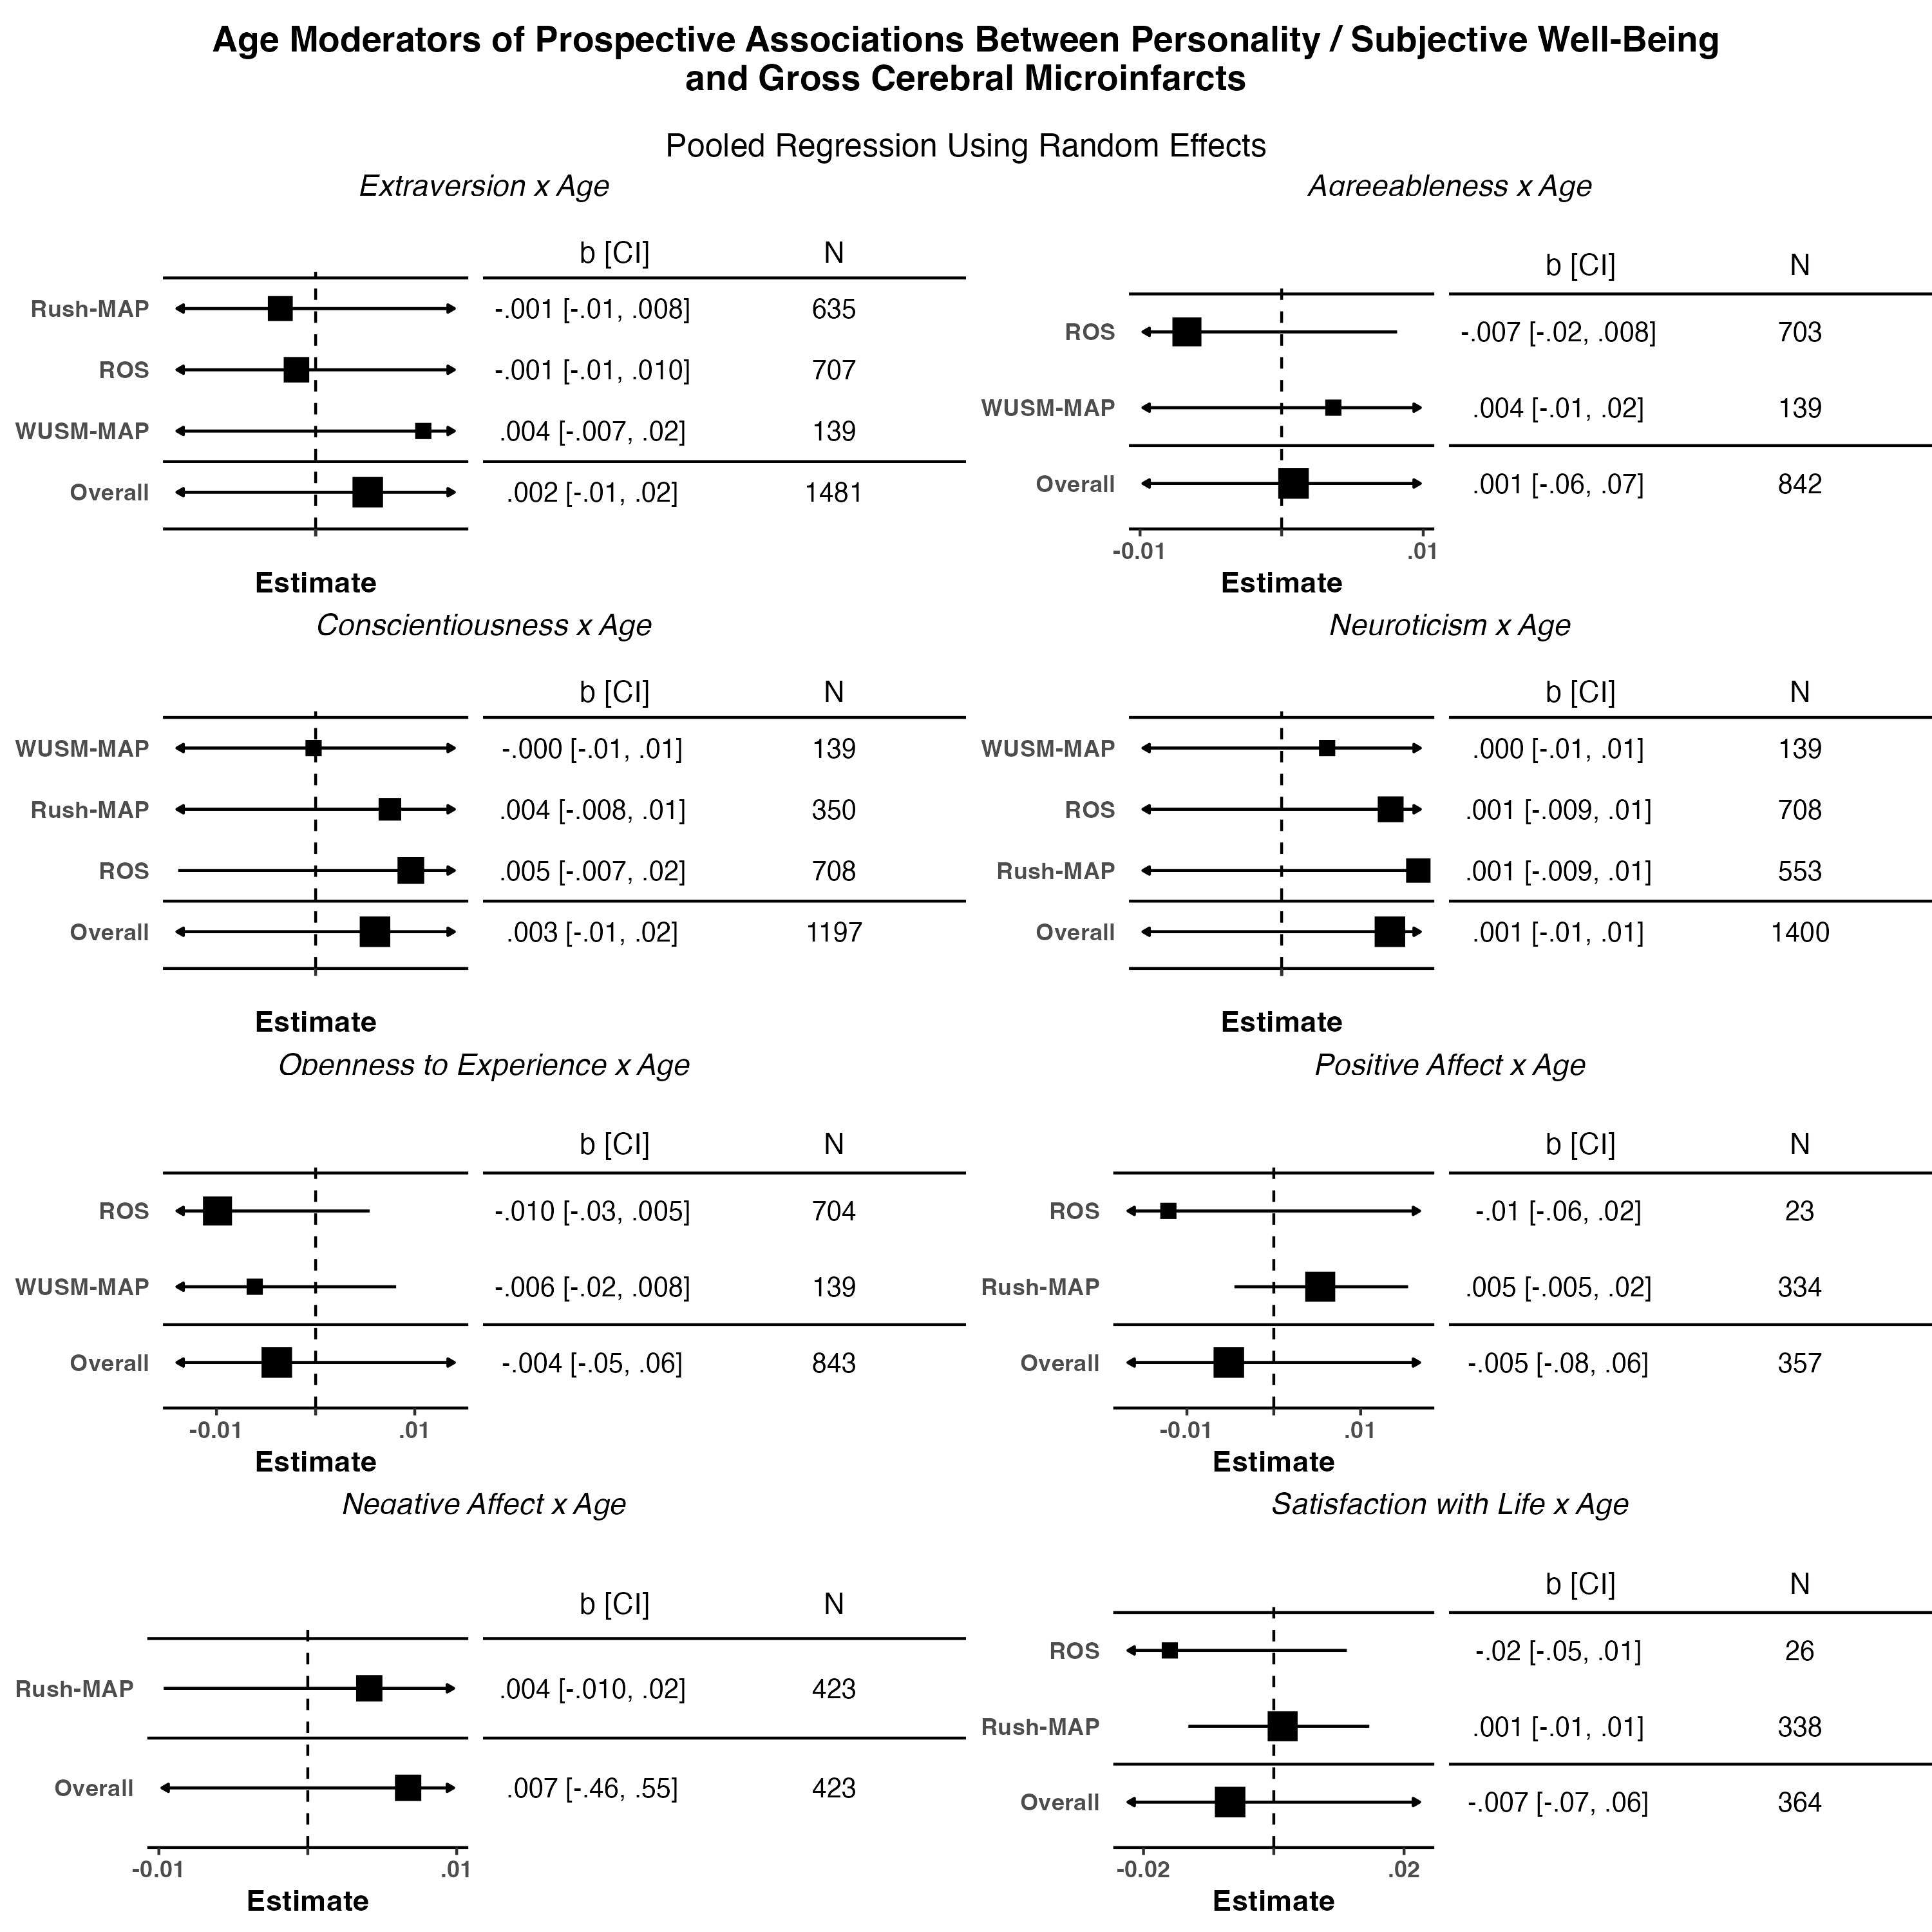 Age Moderators of Prospective Associations Between Personality / Subjective Well-Being
and Gross Cerebral Microinfarcts
Pooled Regression Using Random Effects
Extraversion x Age
b [CI] N
Rush-MAP -.001 [-.01, .008] 635
ROS -.001 [-.01, .010] 707
WUSM-MAP .004 [-.007, .02] 139
Overall .002 [-.01, .02] 1481
Estimate
Agreeableness x Age
b [CI] N
ROS -.007 [-.02, .008] 703
WUSM-MAP .004 [-.01, .02] 139
Overall .001 [-.06, .07] 842
-0.01 .01
Estimate
Conscientiousness x Age
b [CI] N
WUSM-MAP -.000 [-.01, .01] 139
Rush-MAP .004 [-.008, .01] 350
ROS .005 [-.007, .02] 708
Overall .003 [-.01, .02] 1197
Estimate
Neuroticism x Age
b [CI] N
WUSM-MAP .000 [-.01, .01] 139
ROS .001 [-.009, .01] 708
Rush-MAP .001 [-.009, .01] 553
Overall .001 [-.01, .01] 1400
Estimate
Openness to Experience x Age
b [CI] N
ROS -.010 [-.03, .005] 704
WUSM-MAP -.006 [-.02, .008] 139
Overall -.004 [-.05, .06] 843
-0.01 .01
Estimate
Positive Affect x Age
b [CI] N
ROS -.01 [-.06, .02] 23
Rush-MAP .005 [-.005, .02] 334
Overall -.005 [-.08, .06] 357
-0.01 .01
Estimate
Negative Affect x Age
b [CI] N
Rush-MAP .004 [-.010, .02] 423
Overall .007 [-.46, .55] 423
-0.01 .01
Estimate
Satisfaction with Life x Age
b [CI] N
ROS -.02 [-.05, .01] 26
Rush-MAP .001 [-.01, .01] 338
Overall -.007 [-.07, .06] 364
-0.02 .02
Estimate